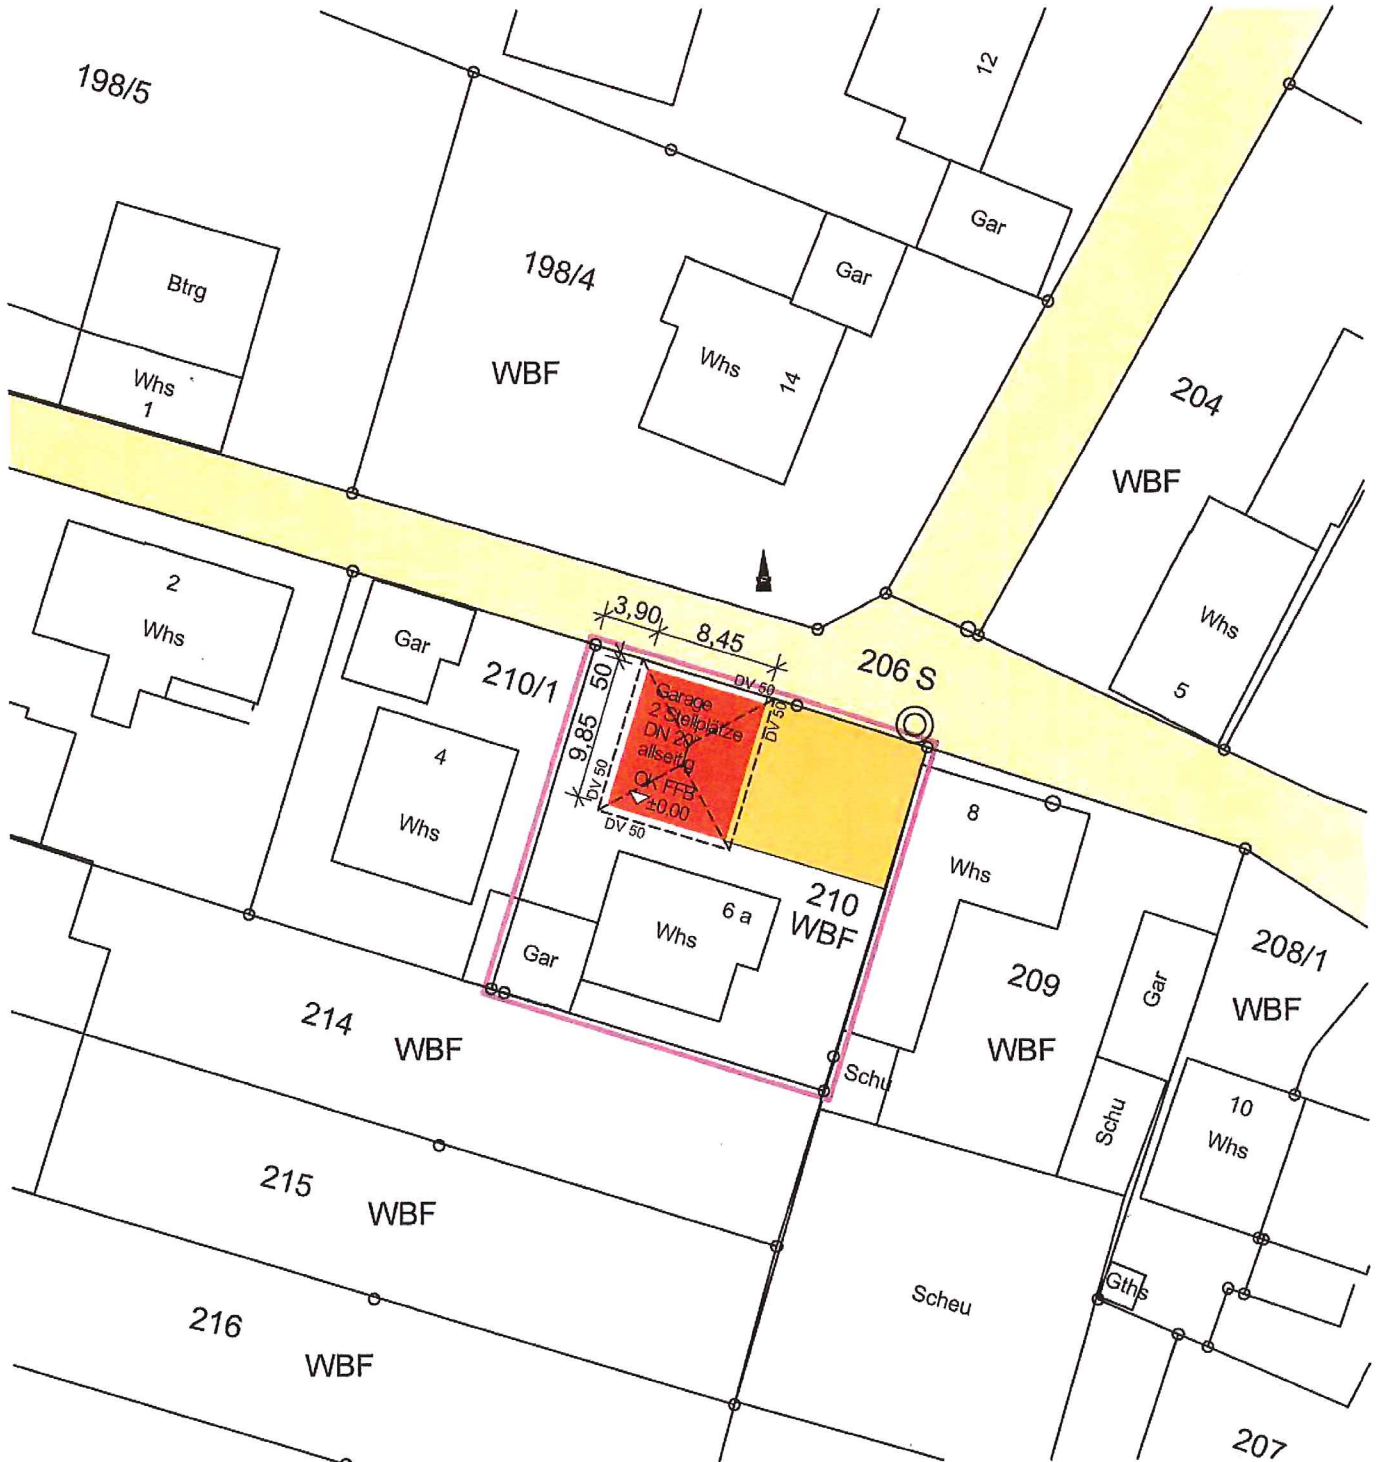 198/5
12
Gar
Gar
198/4
Btrg
Whs
14
WBF
Whs
1
204
WBF
2
Whs
Gar
3,90
8,45
Whs
5
206 S
210/1
50
9,85
DV 50
DV 50
DV 50
DV 50
Garage
2 Stellplätze
DN 20°
allseitig
OK FFB
±0,00
4
Whs
8
Whs
210
WBF
6 a
Whs
Gar
209
WBF
Gar
208/1
WBF
214
WBF
Schu
Schu
10
Whs
215
WBF
Gths
Scheu
216
WBF
207